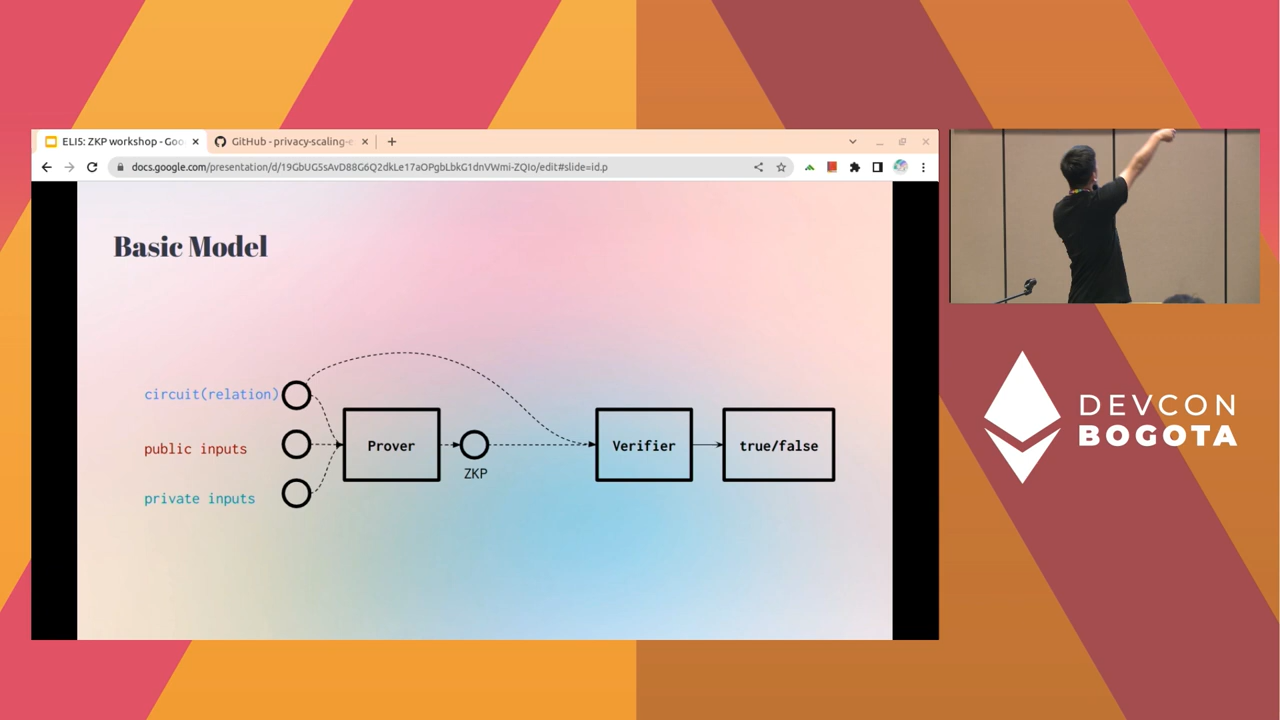 ELI5: ZKP workshop - Goo
GitHub - privacy-scaling-e
docs.google.com/presentation/d/19GbUG5sAvD88G6Q2dkLe17aOPgbLbkG1dnVWmi-ZQIo/edit#slide=id.p
Basic Model
circuit(relation)
public inputs
private inputs
Prover
ZKP
Verifier
true/false
DEVCON
BOGOTA